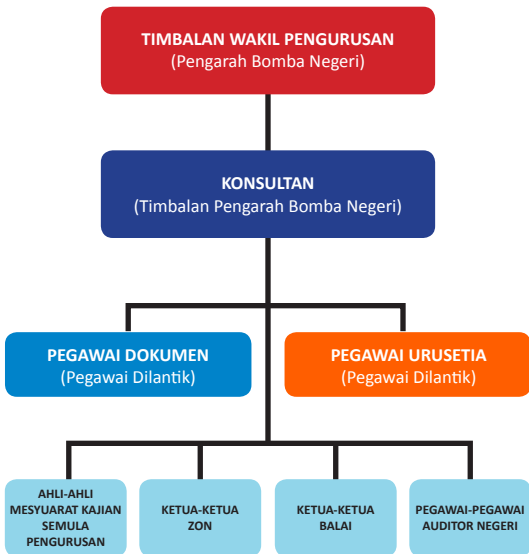 TIMBALAN WAKIL PENGURUSAN
(Pengarah Bomba Negeri)
KONSULTAN
(Timbalan Pengarah Bomba Negeri)
PEGAWAI DOKUMEN
(Pegawai Dilantik)
PEGAWAI URUSETIA
(Pegawai Dilantik)
AHLI-AHLI
MESYUARAT KAJIAN
SEMULA
PENGURUSAN
KETUA-KETUA
ZON
KETUA-KETUA
BALAI
PEGAWAI-PEGAWAI
AUDITOR NEGERI